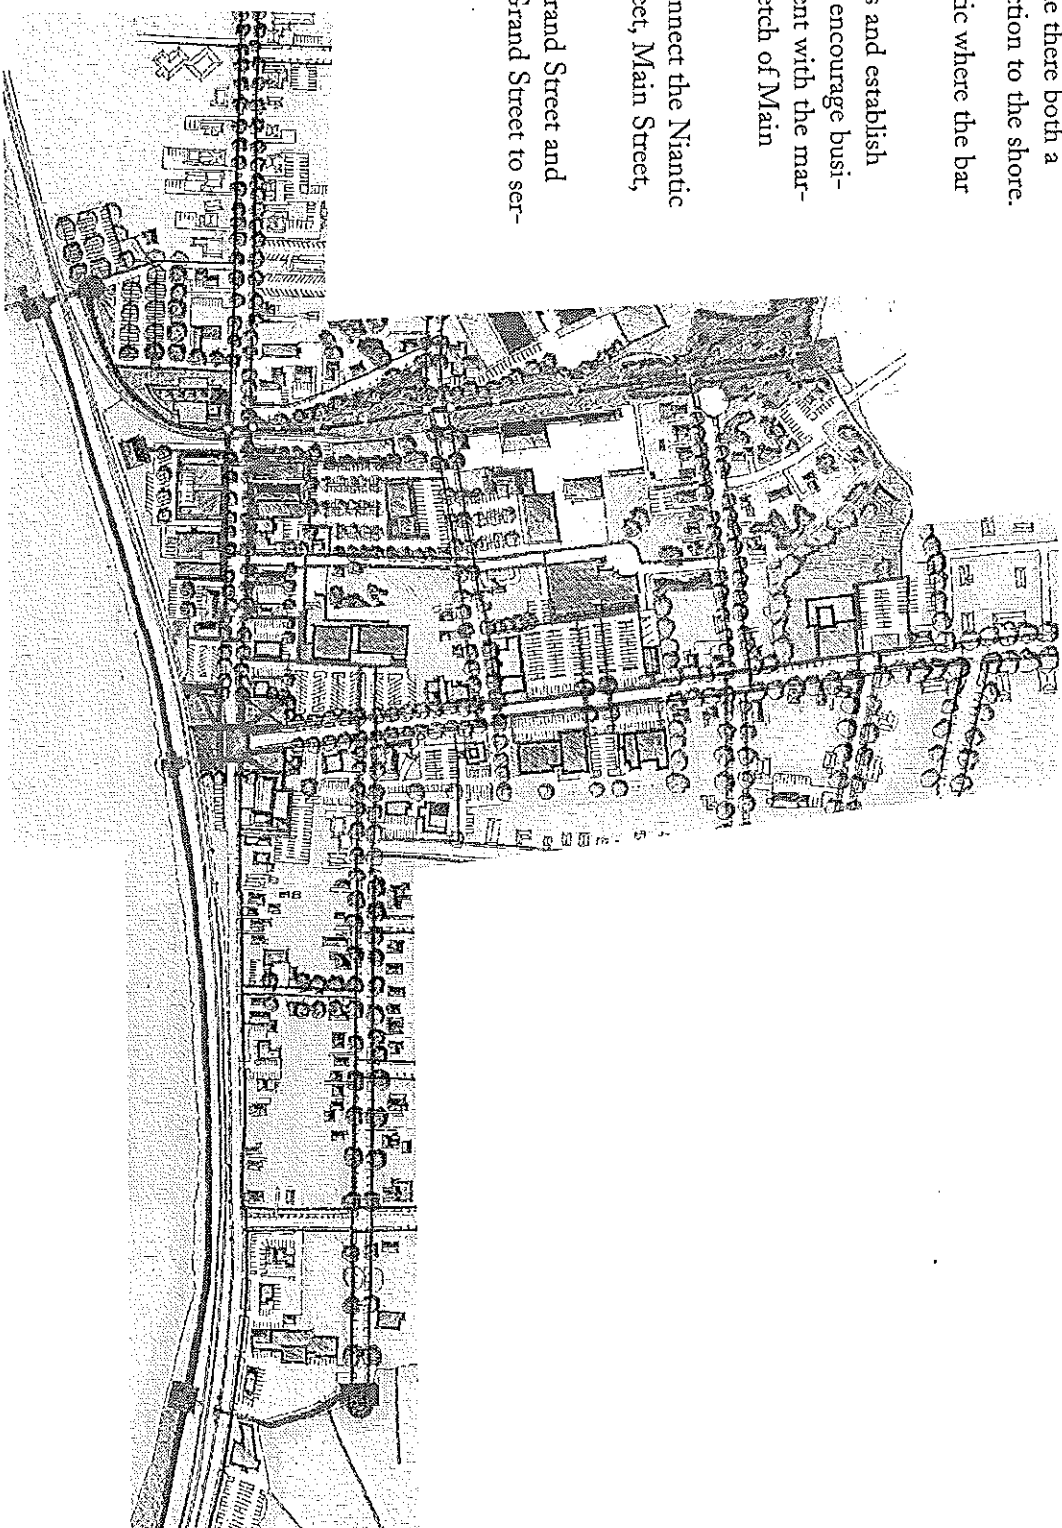 e there both a
ction to the shore.
tic where the bar
s and establish
encourage busi-
ent with the mar-
etch of Main
nnect the Niantic
eet, Main Street,
rand Street and
Grand Street to ser-